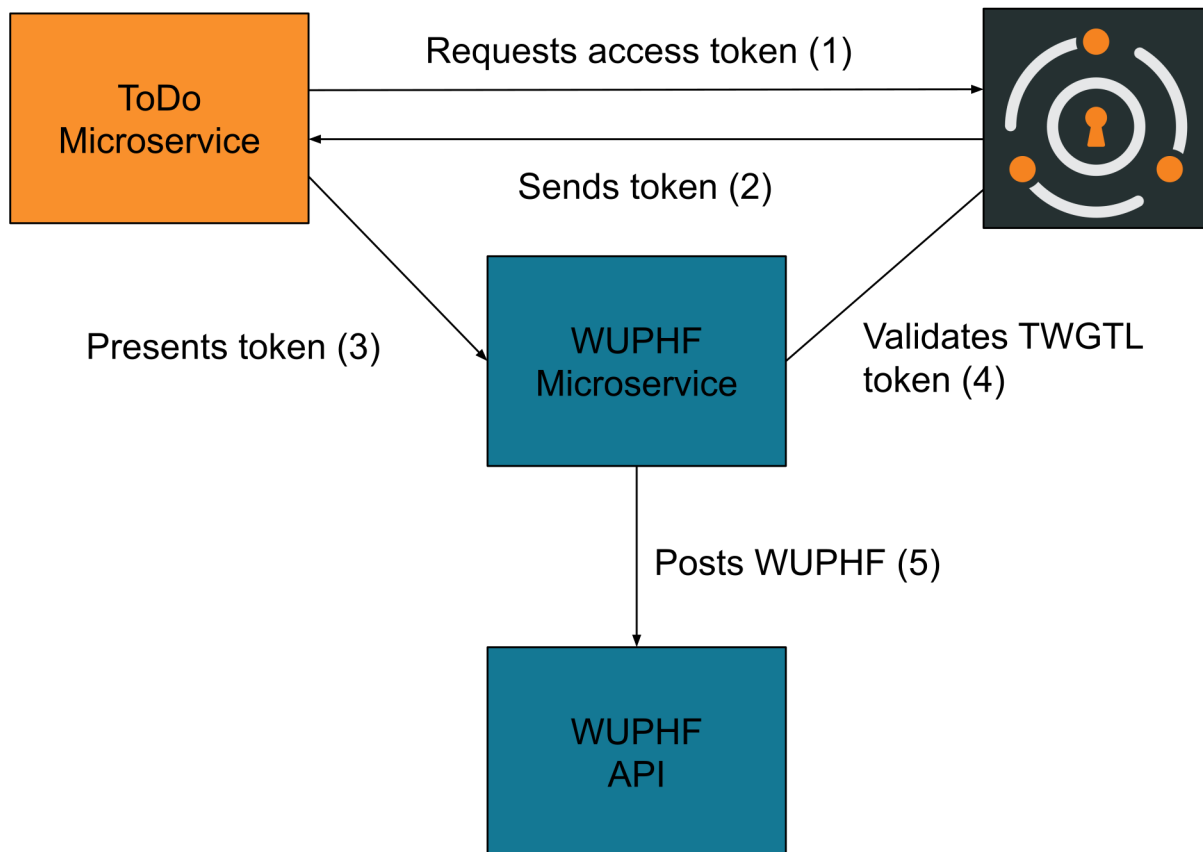 Requests access token (1)
ToDo
Microservice
Sends token (2)
Presents token (3)
WUPHF
Microservice
Validates TWGTL
token (4)
Posts WUPHF (5)
WUPHF
API